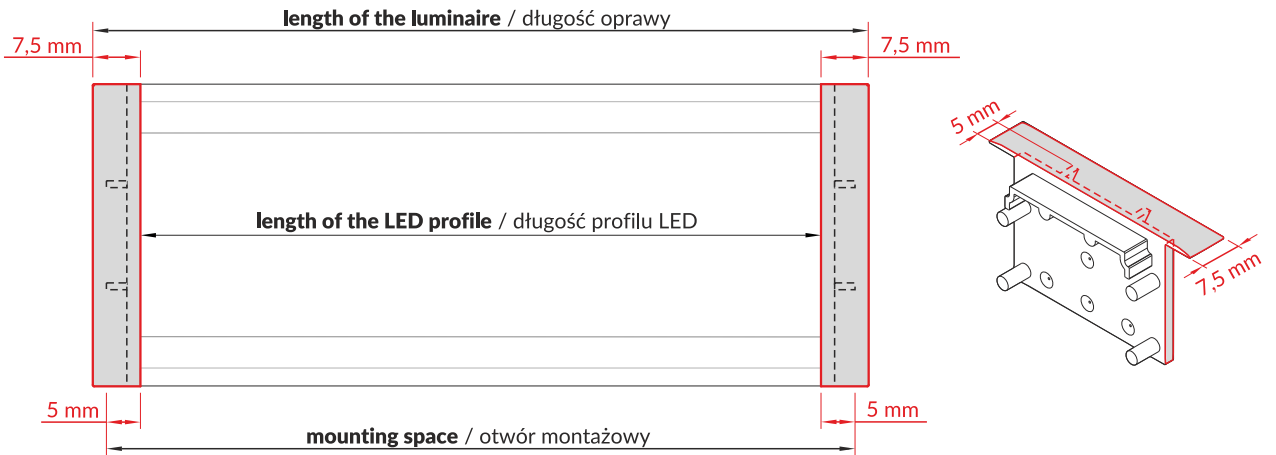 length of the luminaire / długość oprawy
7,5 mm
7,5 mm
5 mm
length of the LED profile / długość profilu LED
7,5 mm
5 mm
5 mm
mounting space / otwór montażowy